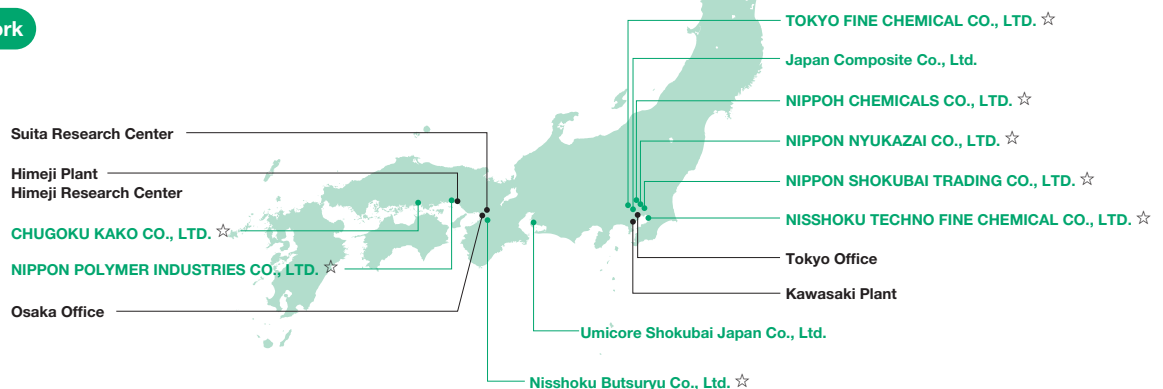 rk
TOKYO FINE CHEMICAL CO., LTD. ☆
Japan Composite Co., Ltd.
NIPPOH CHEMICALS CO., LTD. ☆
NIPPON NYUKAZAI CO., LTD. ☆
NIPPON SHOKUBAI TRADING CO., LTD. ☆
NISSHOKU TECHNO FINE CHEMICAL CO., LTD. ☆
Tokyo Office
Kawasaki Plant
Suita Research Center
Himeji Plant
Himeji Research Center
CHUGOKU KAKO CO., LTD. ☆
NIPPON POLYMER INDUSTRIES CO., LTD. ☆
Osaka Office
Umicore Shokubai Japan Co., Ltd.
Nisshoku Butsuryu Co., Ltd. ☆